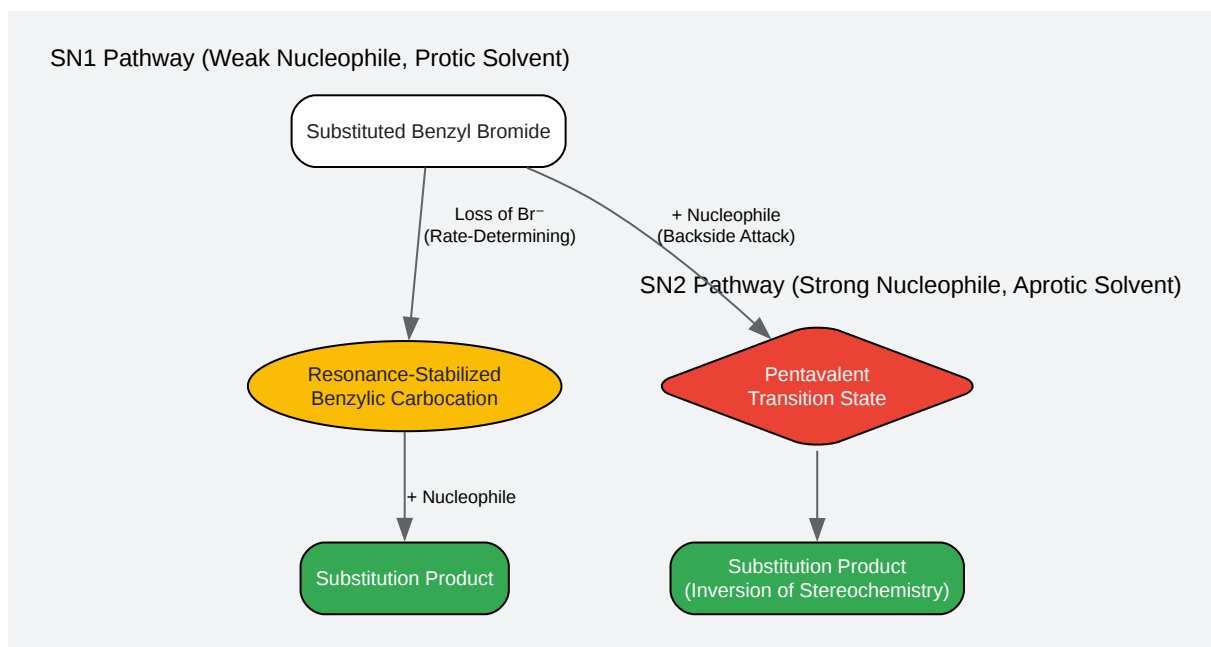 SN1 Pathway (Weak Nucleophile, Protic Solvent)
Substituted Benzyl Bromide
Loss of Br⁻
(Rate-Determining)
+ Nucleophile
(Backside Attack)
SN2 Pathway (Strong Nucleophile, Aprotic Solvent)
Resonance-Stabilized
Benzylic Carbocation
Pentavalent
Transition State
+ Nucleophile
Substitution Product
Substitution Product
(Inversion of Stereochemistry)